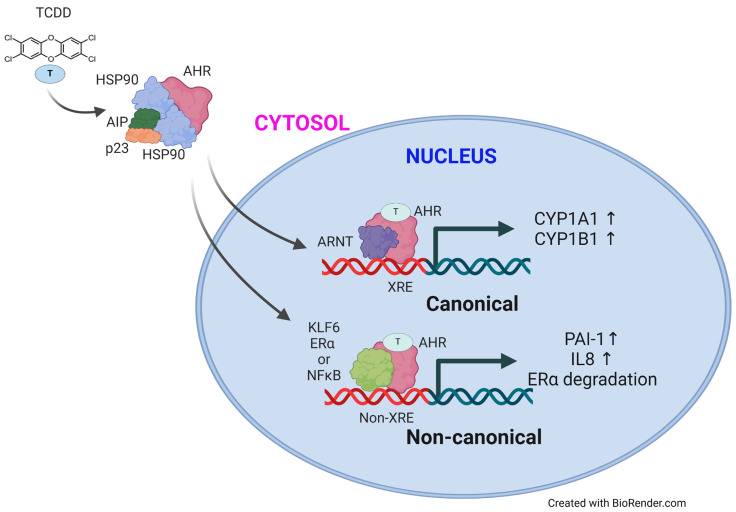 TCDD
Cl
Cl
Cl
Cl
O
O
T
HSP90
AHR
AIP
p23
HSP90
CYTOSOL
NUCLEUS
T
AHR
ARNT
CYP1A1 ↑
CYP1B1 ↑
XRE
Canonical
KLF6
ERα
or
NFκB
T
AHR
PAI-1↑
IL8 ↑
ERα degradation
Non-XRE
Non-canonical
Created with BioRender.com